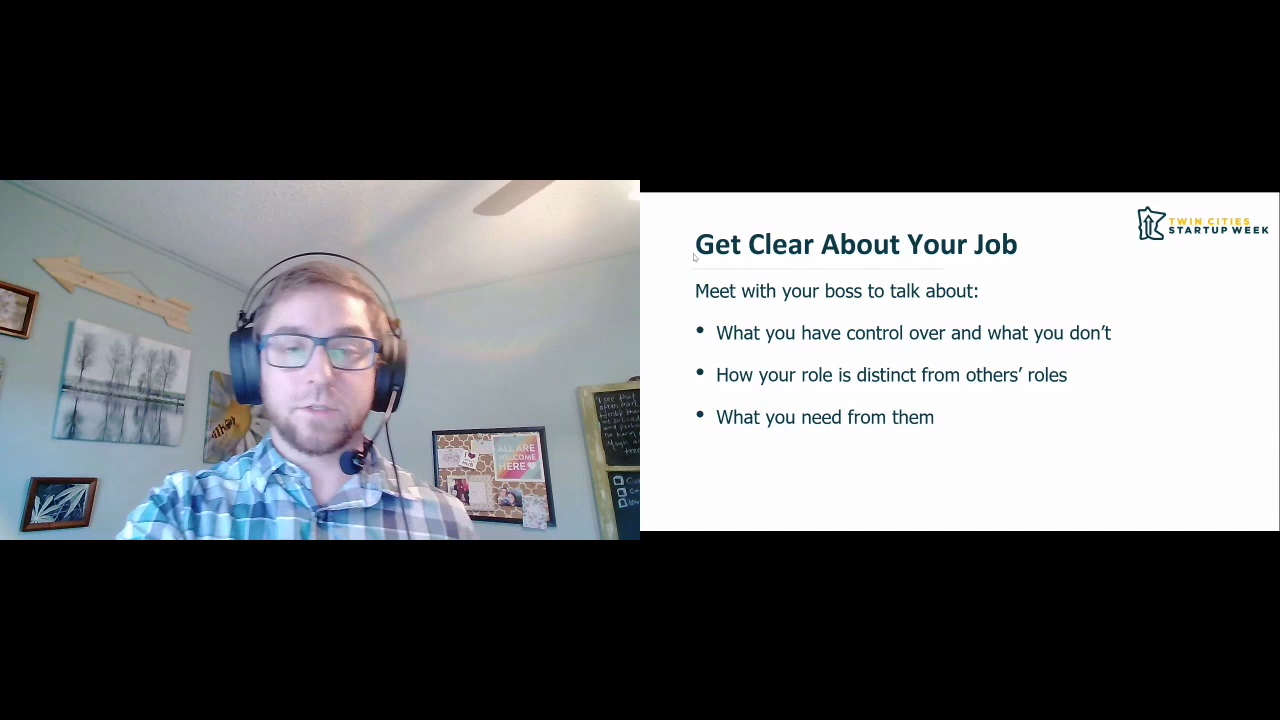 TWIN CITIES
STARTUP WEEK
Get Clear About Your Job
Meet with your boss to talk about:
• What you have control over and what you don’t
• How your role is distinct from others’ roles
• What you need from them
ALL ARE
WELCOME
HERE